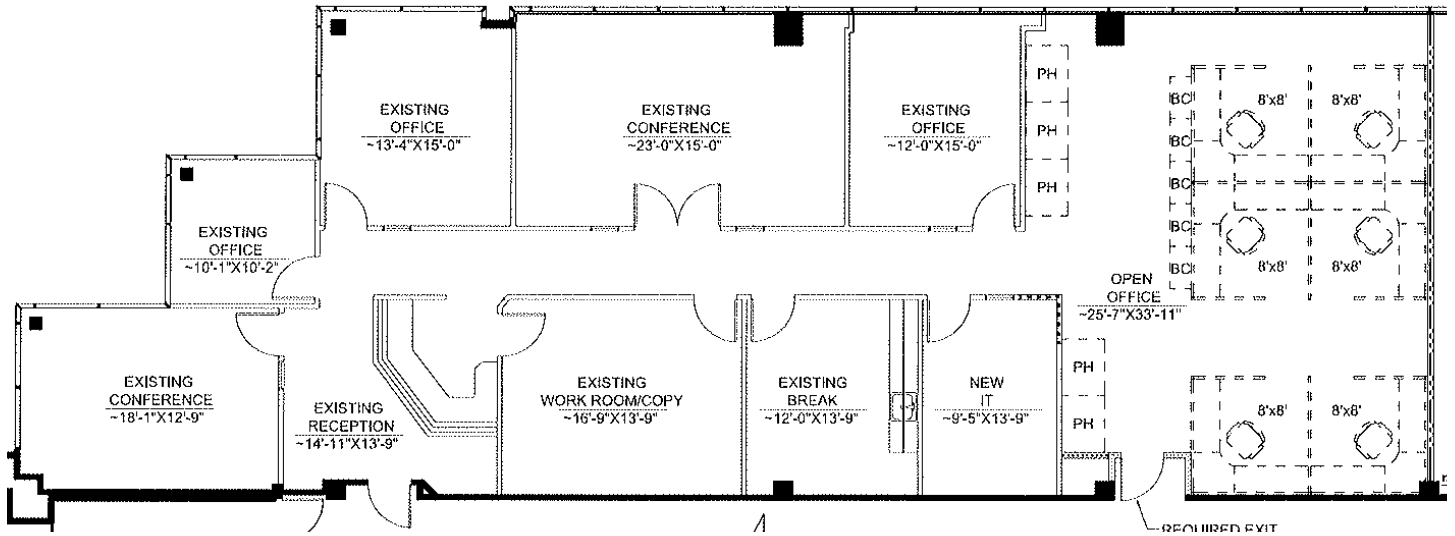 EXISTING
OFFICE
~13'-4"X15'-0"
EXISTING
CONFERENCE
~23'-0"X15'-0"
EXISTING
OFFICE
~12'-0"X15'-0"
PH
PH
PH
BC
BC
BC
BC
BC
8'x8'
8'x8'
8'x8'
8'x8'
EXISTING
OFFICE
~10'-1"X10'-2"
OPEN
OFFICE
~25'-7"X33'-11"
EXISTING
CONFERENCE
~18'-1"X12'-9"
EXISTING
RECEPTION
~14'-11"X13'-9"
EXISTING
WORK ROOM/COPY
~16'-9"X13'-9"
EXISTING
BREAK
~12'-0"X13'-9"
NEW
IT
~9'-5"X13'-9"
PH
PH
8'x8'
8'x8'
REQUIRED EXIT